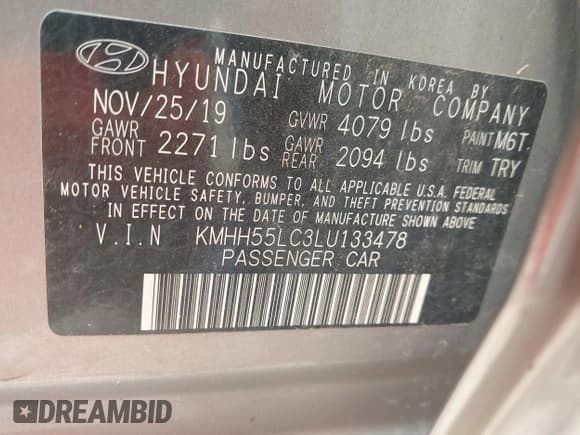 MANUFACTURED IN KOREA BY
HYUNDAI MOTOR COMPANY
NOV/25/19 GVWR 4079 lbs PAINT M6T
GAWR FRONT 2271 lbs GAWR REAR 2094 lbs TRIM TRY
THIS VEHICLE CONFORMS TO ALL APPLICABLE U.S.A. FEDERAL
MOTOR VEHICLE SAFETY, BUMPER, AND THEFT PREVENTION STANDARDS
IN EFFECT ON THE DATE OF MANUFACTURE SHOWN ABOVE
V.I.N KMHH55LC3LU133478
PASSENGER CAR
DREAMBID